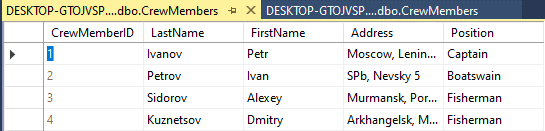 DESKTOP-GTOJVSP....dbo.CrewMembers DESKTOP-GTOJVSP....dbo.CrewMembers
CrewMemberID LastName FirstName Address Position
1 Ivanov Petr Moscow, Lenin... Captain
2 Petrov Ivan SPb, Nevsky 5 Boatswain
3 Sidorov Alexey Murmansk, Por... Fisherman
4 Kuznetsov Dmitry Arkhangelsk, M... Fisherman